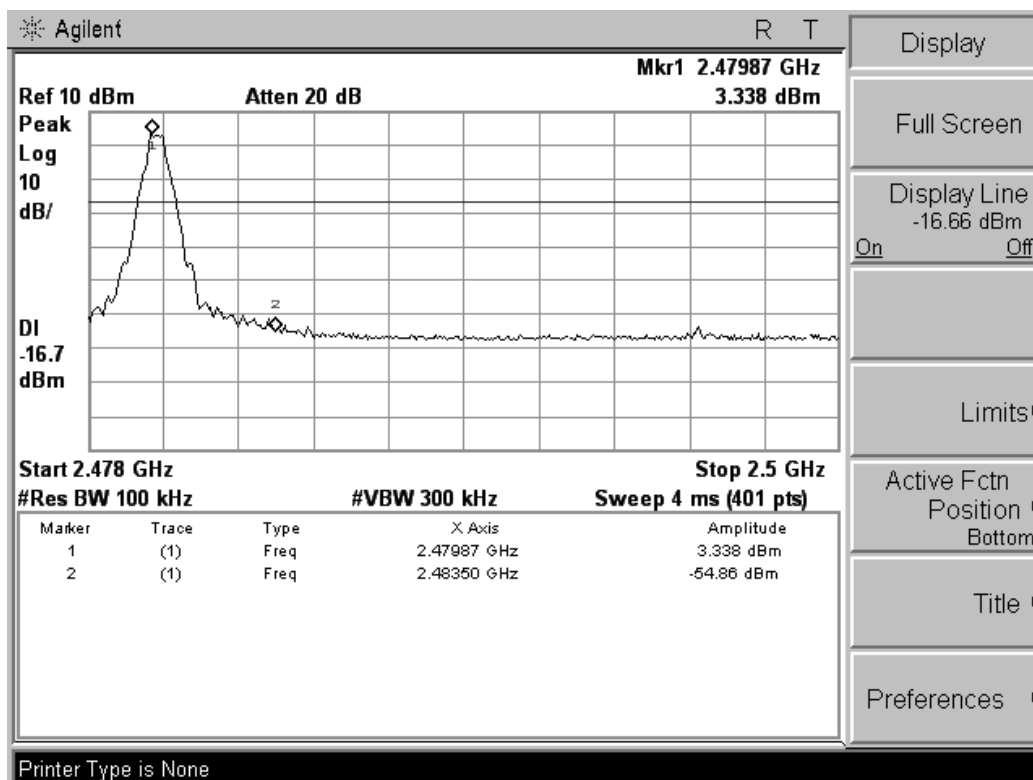 Agilent R T
Mkr1 2.47987 GHz
Ref 10 dBm Atten 20 dB 3.338 dBm
Peak
Log
10
dB/
1
2
DI
-16.7
dBm
Start 2.478 GHz Stop 2.5 GHz
#Res BW 100 kHz #VBW 300 kHz Sweep 4 ms (401 pts)
Marker Trace Type X Axis Amplitude
1 (1) Freq 2.47987 GHz 3.338 dBm
2 (1) Freq 2.48350 GHz -54.86 dBm
Display
Full Screen
Display Line
-16.66 dBm
On Off
Limits
Active Fctn
Position
Bottom
Title
Preferences
Printer Type is None